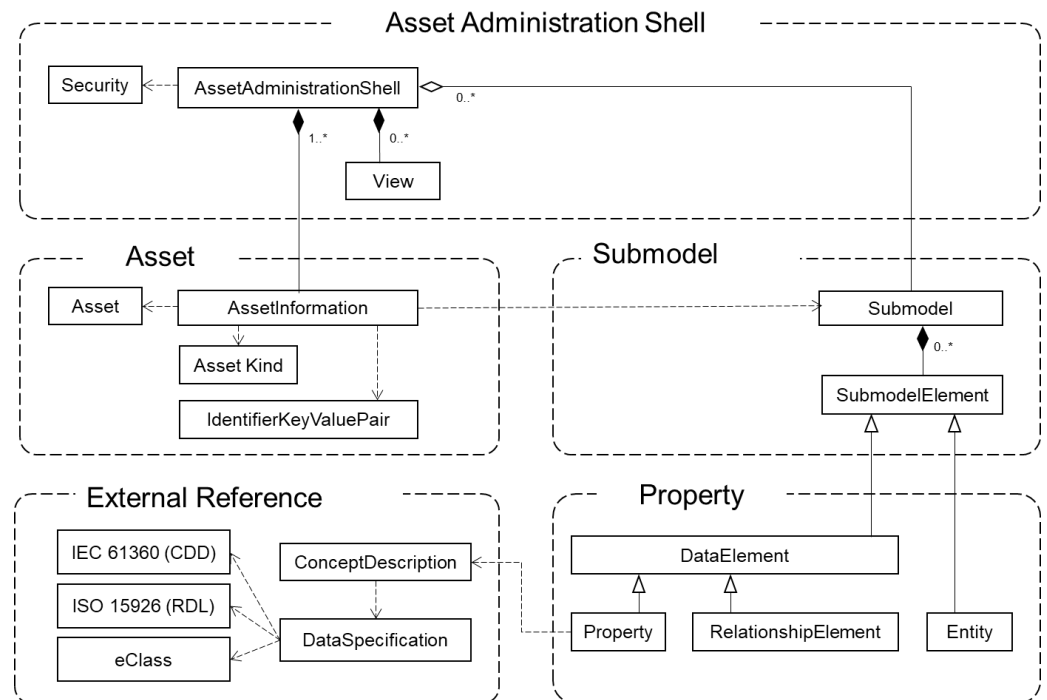 Asset Administration Shell
Security
AssetAdministrationShell
0..*
1..*
0..*
View
Asset
Submodel
Asset
AssetInformation
Submodel
0..*
Asset Kind
SubmodelElement
IdentifierKeyValuePair
External Reference
Property
IEC 61360 (CDD)
ConceptDescription
DataElement
ISO 15926 (RDL)
DataSpecification
Property
RelationshipElement
Entity
eClass